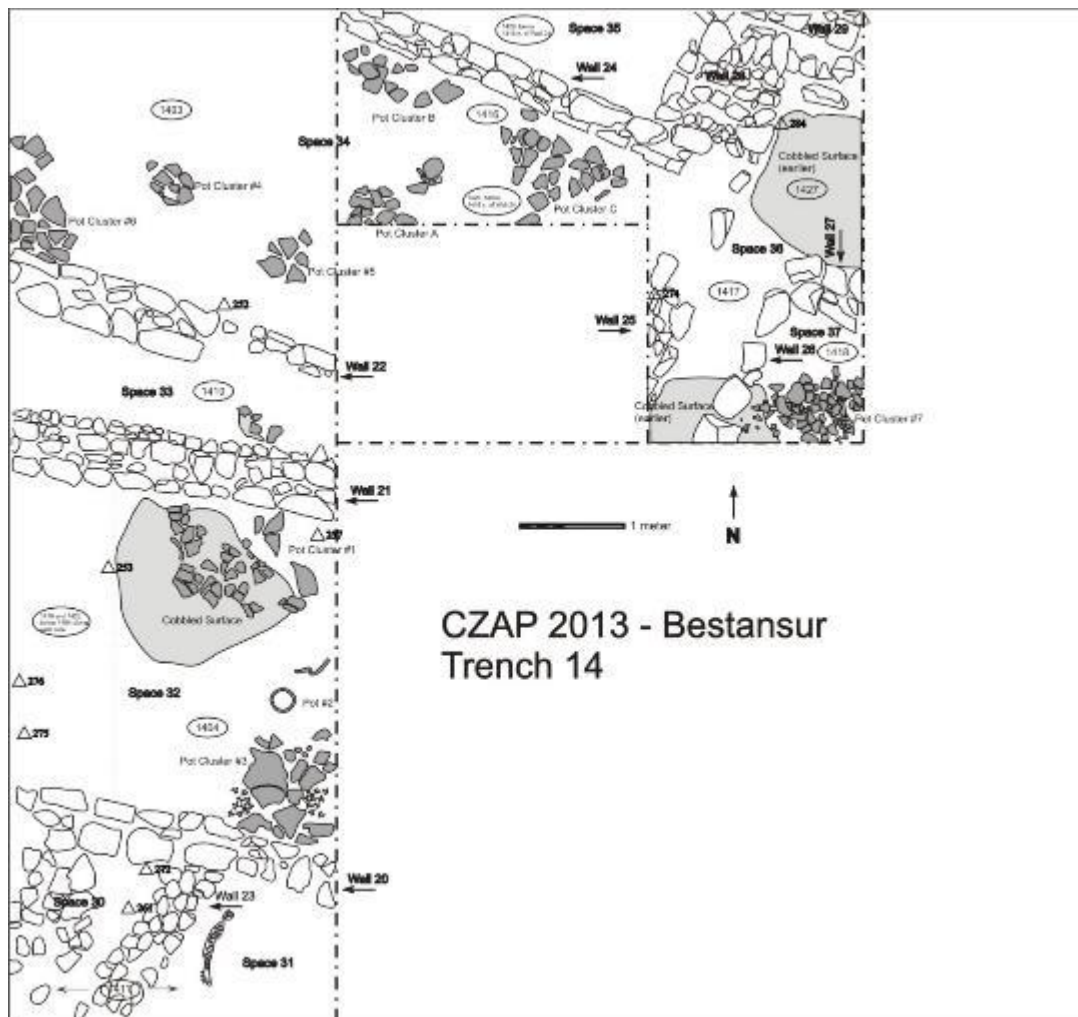 Space 35
Wall 24
Wall 29
Wall 28
1403
Pot Cluster B
1416
Space 34
284
Cobbled Surface
(earlier)
1427
Pot Cluster #4
Pot Cluster C
Pot Cluster #6
Pot Cluster A
Wall 27
Space 36
Pot Cluster #5
1417
274
Wall 25
Space 37
Wall 26
1418
Wall 22
Space 33
1410
Cobbled Surface
(earlier)
Pot Cluster #7
Wall 21
1 meter
N
257
Pot Cluster #1
253
Cobbled Surface
CZAP 2013 - Bestansur
Trench 14
276
Space 32
Pot #2
275
1404
Pot Cluster #3
272
Wall 20
Space 30
Wall 23
Space 31